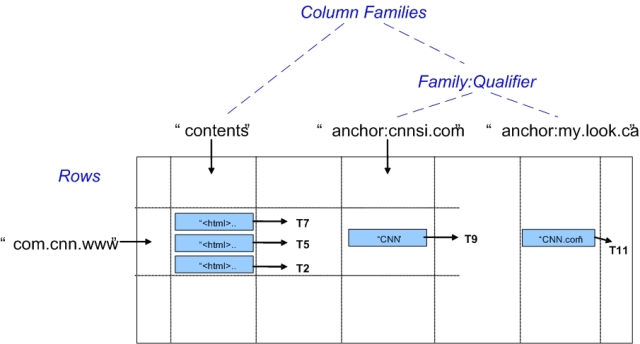 Column Families
Family:Qualifier
“ contents” “ anchor:cnnsi.com” “ anchor:my.look.ca”
Rows
“<html>.. T7
“ com.cnn.www” “<html>.. T5 “CNN” T9 “CNN.com” T11
“<html>.. T2